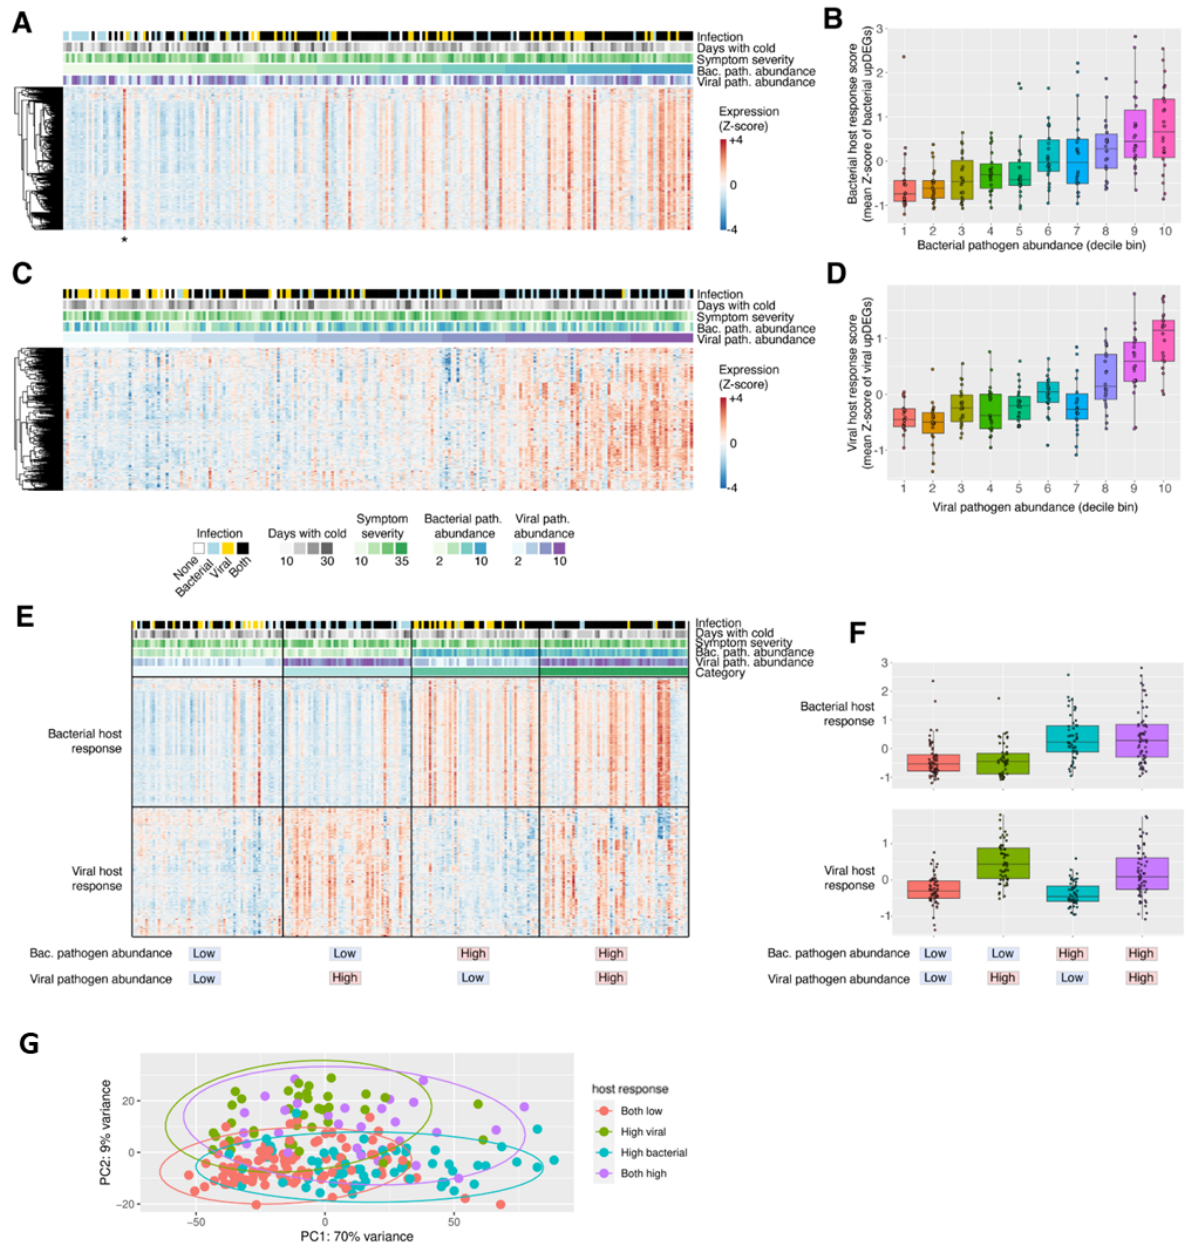 A
Infection
Days with cold
Symptom severity
Bac. path. abundance
Viral path. abundance
Expression
(Z-score)
+4
0
-4
*
B
Bacterial host response score
(mean Z-score of bacterial upDEGs)
3
2
1
0
-1
1 2 3 4 5 6 7 8 9 10
Bacterial pathogen abundance (decile bin)
C
Infection
Days with cold
Symptom severity
Bac. path. abundance
Viral path. abundance
Expression
(Z-score)
+4
0
-4
D
Viral host response score
(mean Z-score of viral upDEGs)
1
0
-1
1 2 3 4 5 6 7 8 9 10
Viral pathogen abundance (decile bin)
Infection
None
Bacterial
Viral
Both
Days with cold
10 30
Symptom
severity
10 35
Bacterial path.
abundance
2 10
Viral path.
abundance
2 10
E
Infection
Days with cold
Symptom severity
Bac. path. abundance
Viral path. abundance
Category
Bacterial host
response
Viral host
response
Bac. pathogen abundance Low Low High High
Viral pathogen abundance Low High Low High
F
Bacterial host
response
3
2
1
0
-1
Viral host
response
1
0
-1
Bac. pathogen abundance Low Low High High
Viral pathogen abundance Low High Low High
G
PC2: 9% variance
20
0
−20
−50 0 50
PC1: 70% variance
host response
Both low
High viral
High bacterial
Both high